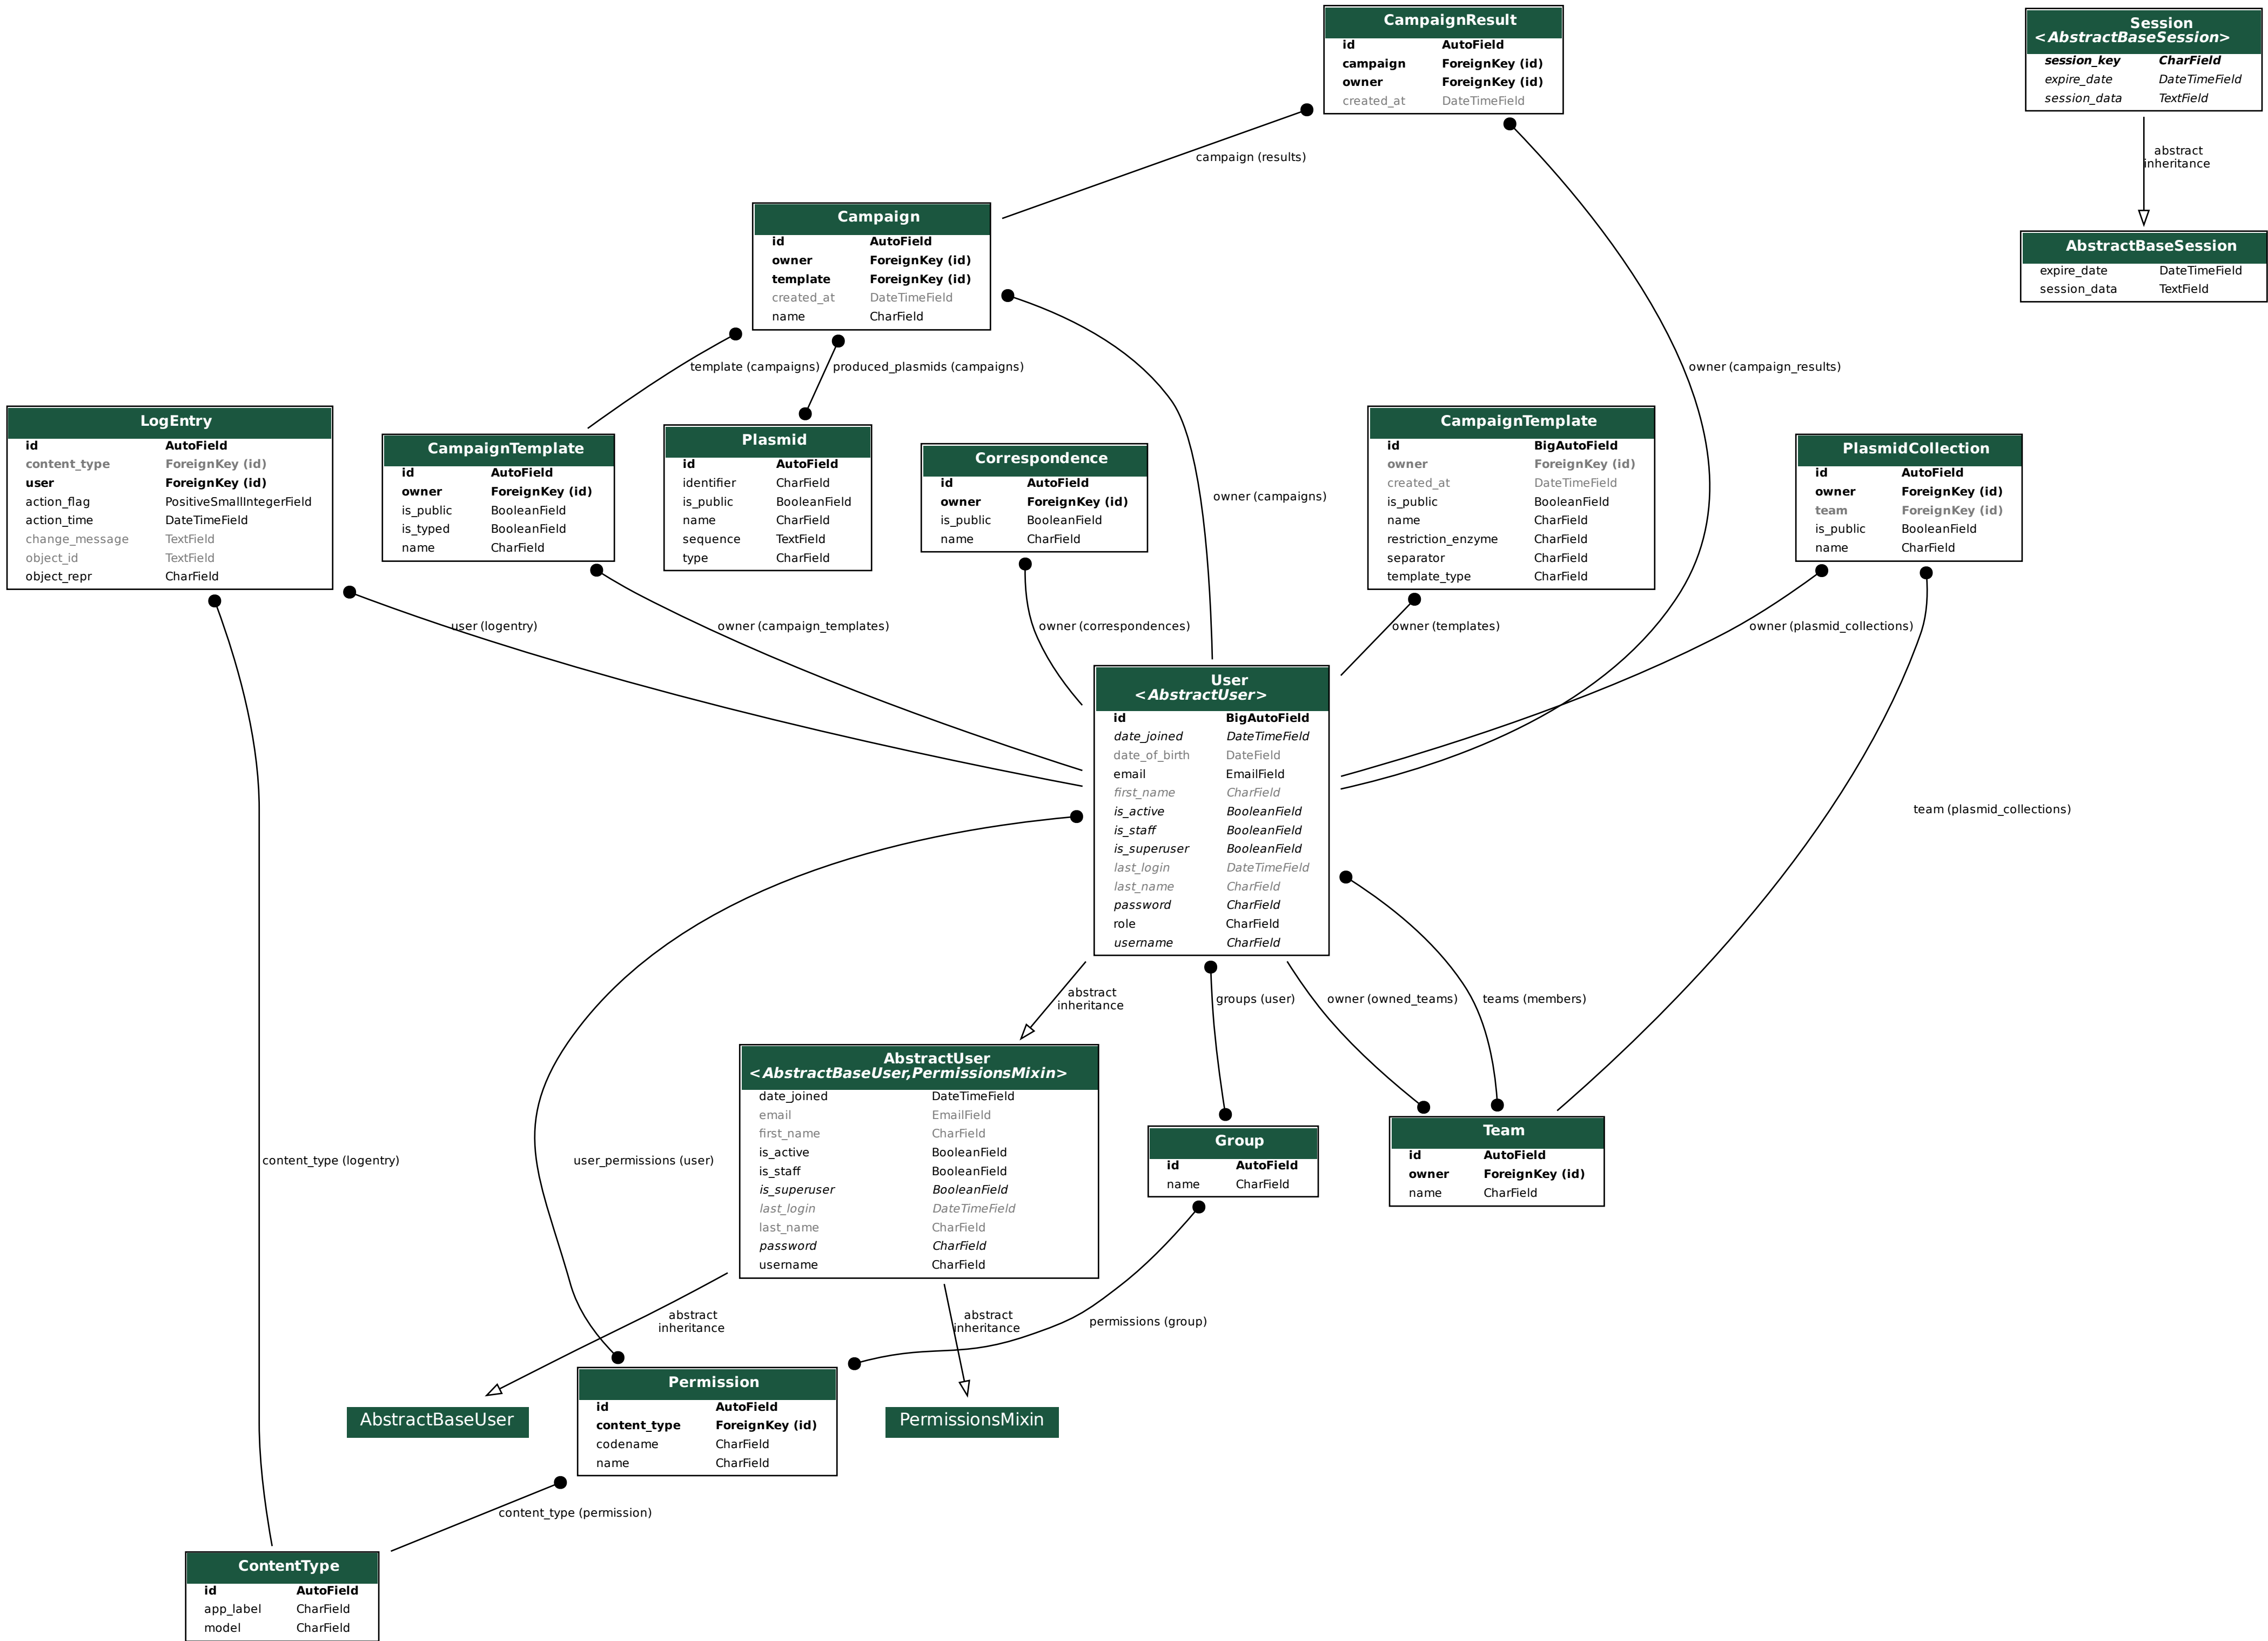 CampaignResult
id AutoField
campaign ForeignKey (id)
owner ForeignKey (id)
created_at DateTimeField
Session
<AbstractBaseSession>
session_key CharField
expire_date DateTimeField
session_data TextField
campaign (results)
abstract
inheritance
Campaign
id AutoField
owner ForeignKey (id)
template ForeignKey (id)
created_at DateTimeField
name CharField
AbstractBaseSession
expire_date DateTimeField
session_data TextField
template (campaigns)
produced_plasmids (campaigns)
owner (campaign_results)
LogEntry
id AutoField
content_type ForeignKey (id)
user ForeignKey (id)
action_flag PositiveSmallIntegerField
action_time DateTimeField
change_message TextField
object_id TextField
object_repr CharField
CampaignTemplate
id AutoField
owner ForeignKey (id)
is_public BooleanField
is_typed BooleanField
name CharField
Plasmid
id AutoField
identifier CharField
is_public BooleanField
name CharField
sequence TextField
type CharField
Correspondence
id AutoField
owner ForeignKey (id)
is_public BooleanField
name CharField
owner (campaigns)
CampaignTemplate
id BigAutoField
owner ForeignKey (id)
created_at DateTimeField
is_public BooleanField
name CharField
restriction_enzyme CharField
separator CharField
template_type CharField
PlasmidCollection
id AutoField
owner ForeignKey (id)
team ForeignKey (id)
is_public BooleanField
name CharField
user (logentry)
owner (campaign_templates)
owner (correspondences)
owner (templates)
owner (plasmid_collections)
User
<AbstractUser>
id BigAutoField
date_joined DateTimeField
date_of_birth DateField
email EmailField
first_name CharField
is_active BooleanField
is_staff BooleanField
is_superuser BooleanField
last_login DateTimeField
last_name CharField
password CharField
role CharField
username CharField
team (plasmid_collections)
abstract
inheritance
groups (user)
owner (owned_teams)
teams (members)
content_type (logentry)
user_permissions (user)
AbstractUser
<AbstractBaseUser,PermissionsMixin>
date_joined DateTimeField
email EmailField
first_name CharField
is_active BooleanField
is_staff BooleanField
is_superuser BooleanField
last_login DateTimeField
last_name CharField
password CharField
username CharField
Group
id AutoField
name CharField
Team
id AutoField
owner ForeignKey (id)
name CharField
abstract
inheritance
abstract
inheritance
permissions (group)
AbstractBaseUser
Permission
id AutoField
content_type ForeignKey (id)
codename CharField
name CharField
PermissionsMixin
content_type (permission)
ContentType
id AutoField
app_label CharField
model CharField